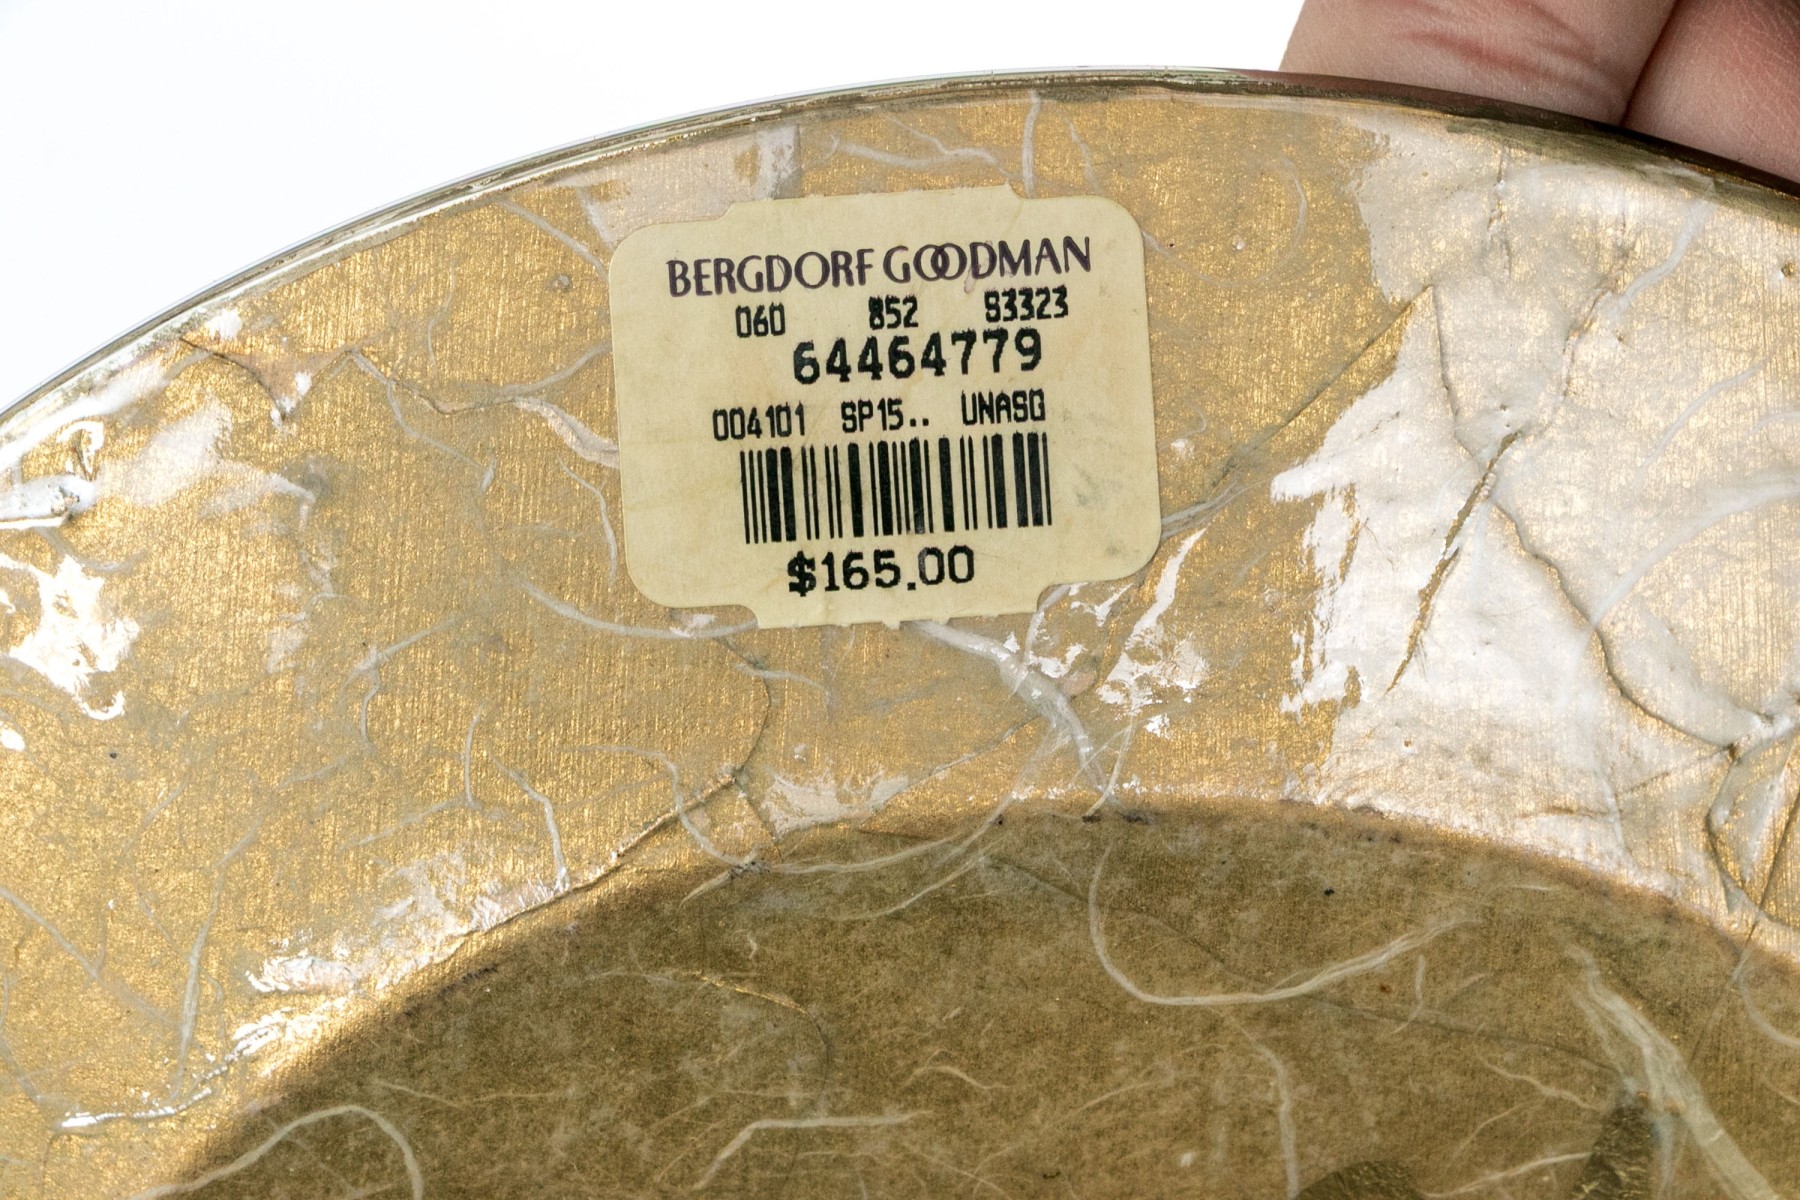 BERGDORF GOODMAN
060 852 93323
64464779
004101 SP15.. UNASG
$165.00